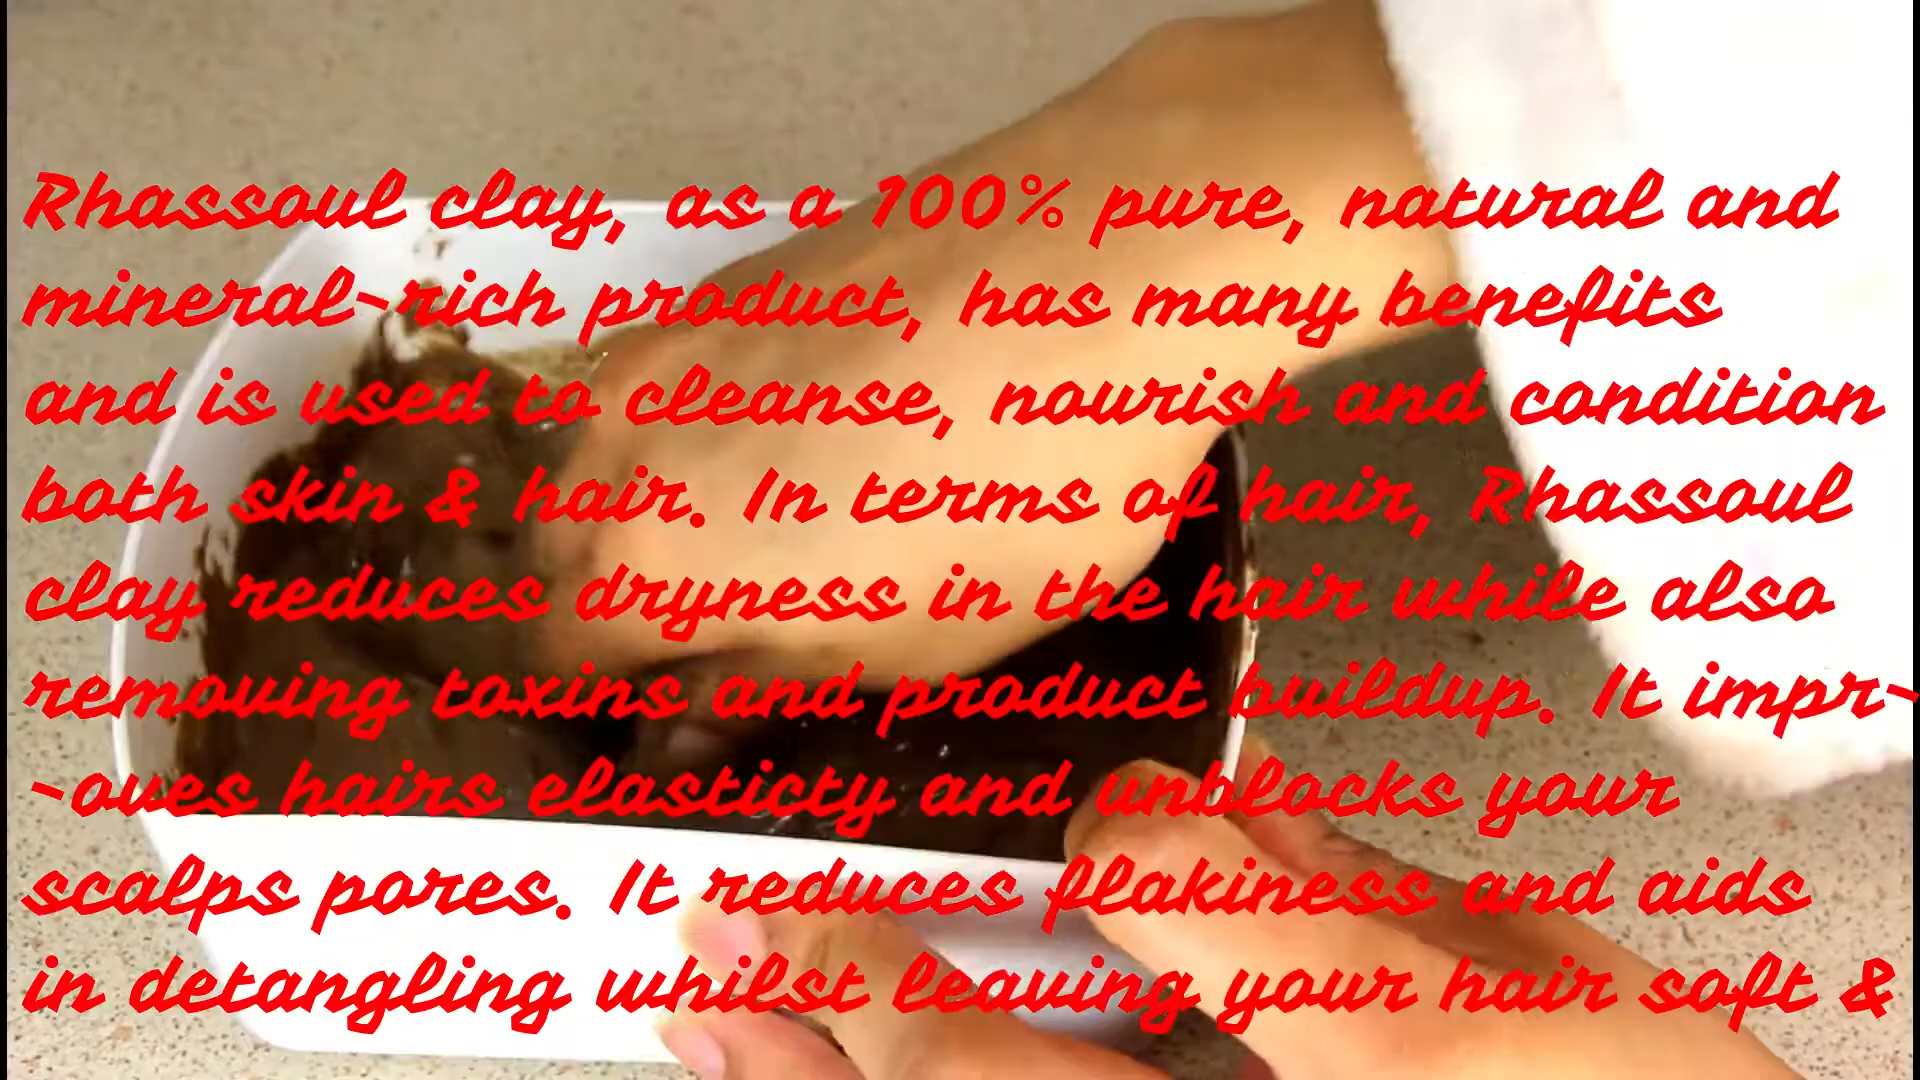 Rhassoul clay, as a 100% pure, natural and
mineral-rich product, has many benefits
and is used to cleanse, nourish and condition
both skin & hair. In terms of hair, Rhassoul
clay reduces dryness in the hair while also
removing toxins and product buildup. It impr-
-oves hairs elasticty and unblocks your
scalps pores. It reduces flakiness and aids
in detangling whilst leaving your hair soft &